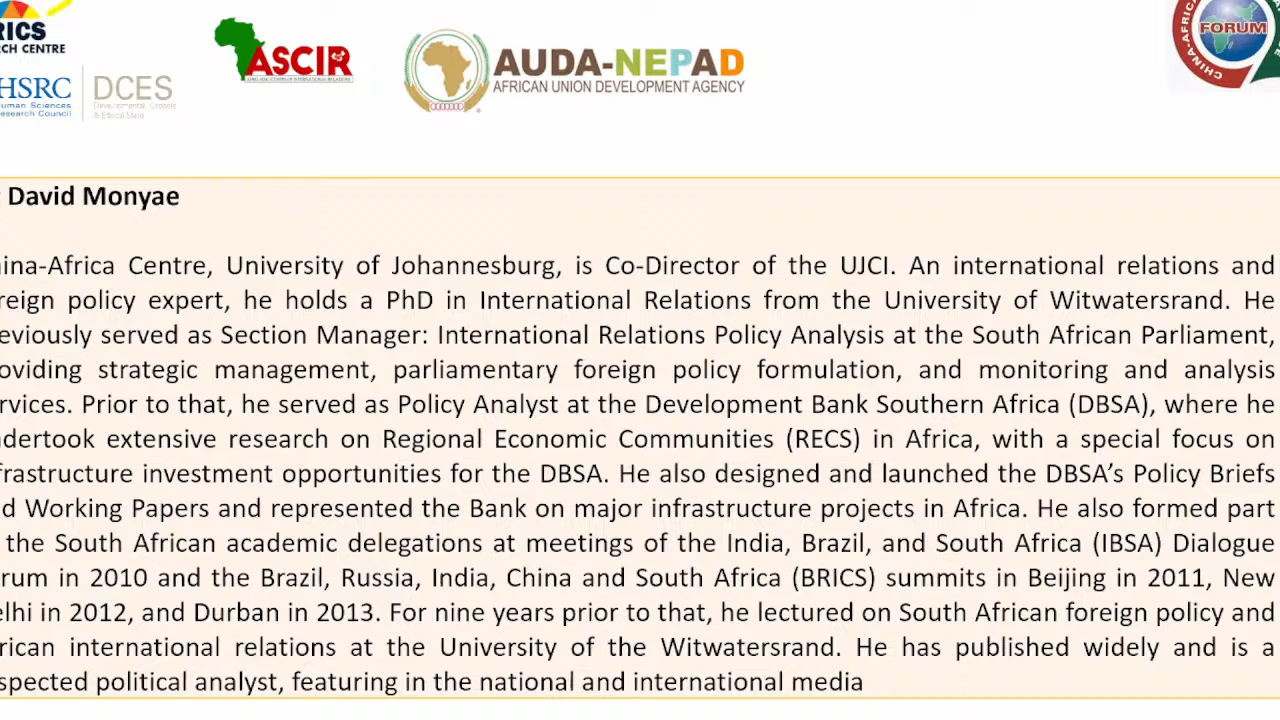 RICS
RCH CENTRE
HSRC
uman Sciences
esearch Council
DCES
Developmental, Capable
& Ethical State
ASCIR
AUDA-NEPAD
AFRICAN UNION DEVELOPMENT AGENCY
FORUM
CHINA-AFRICA
David Monyae
ina-Africa Centre, University of Johannesburg, is Co-Director of the UJCI. An international relations and
reign policy expert, he holds a PhD in International Relations from the University of Witwatersrand. He
eviously served as Section Manager: International Relations Policy Analysis at the South African Parliament,
oviding strategic management, parliamentary foreign policy formulation, and monitoring and analysis
rvices. Prior to that, he served as Policy Analyst at the Development Bank Southern Africa (DBSA), where he
dertook extensive research on Regional Economic Communities (RECS) in Africa, with a special focus on
frastructure investment opportunities for the DBSA. He also designed and launched the DBSA’s Policy Briefs
d Working Papers and represented the Bank on major infrastructure projects in Africa. He also formed part
the South African academic delegations at meetings of the India, Brazil, and South Africa (IBSA) Dialogue
rum in 2010 and the Brazil, Russia, India, China and South Africa (BRICS) summits in Beijing in 2011, New
elhi in 2012, and Durban in 2013. For nine years prior to that, he lectured on South African foreign policy and
rican international relations at the University of the Witwatersrand. He has published widely and is a
spected political analyst, featuring in the national and international media